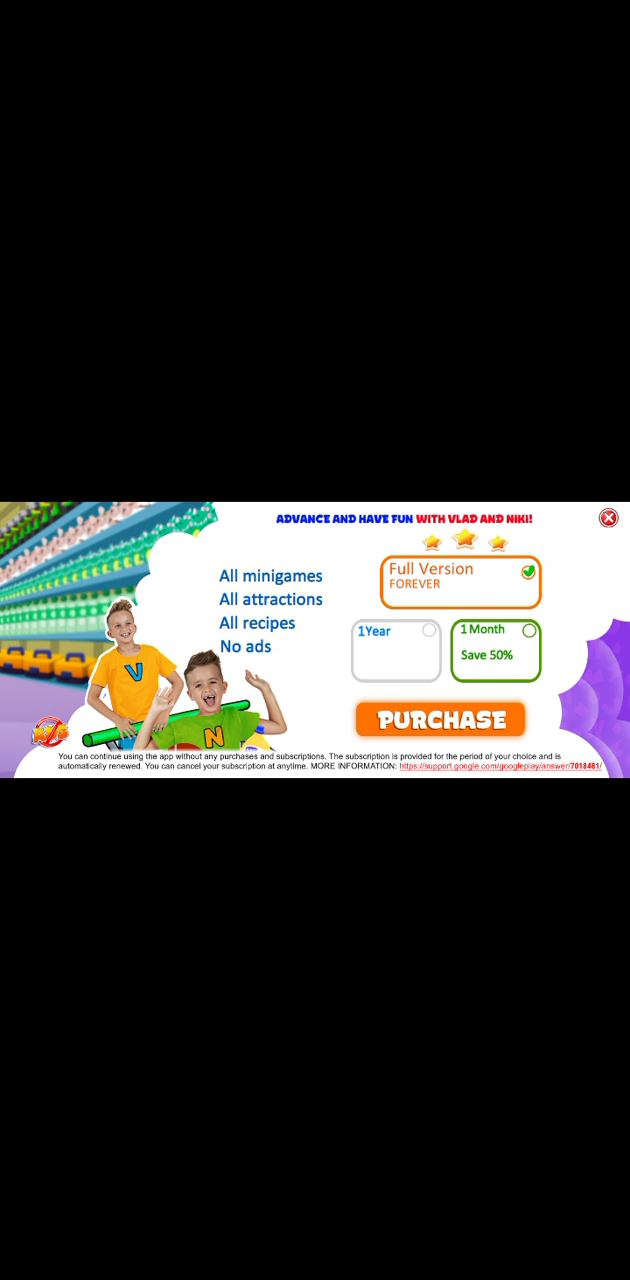 ADVANCE AND HAVE FUN WITH VLAD AND NIKI!
All minigames
All attractions
All recipes
No ads
Full Version
FOREVER
1Year
1 Month
Save 50%
V
N
ADS
PURCHASE
You can continue using the app without any purchases and subscriptions. The subscription is provided for the period of your choice and is
automatically renewed. You can cancel your subscription at anytime. MORE INFORMATION: https://support.google.com/googleplay/answer/7018481/